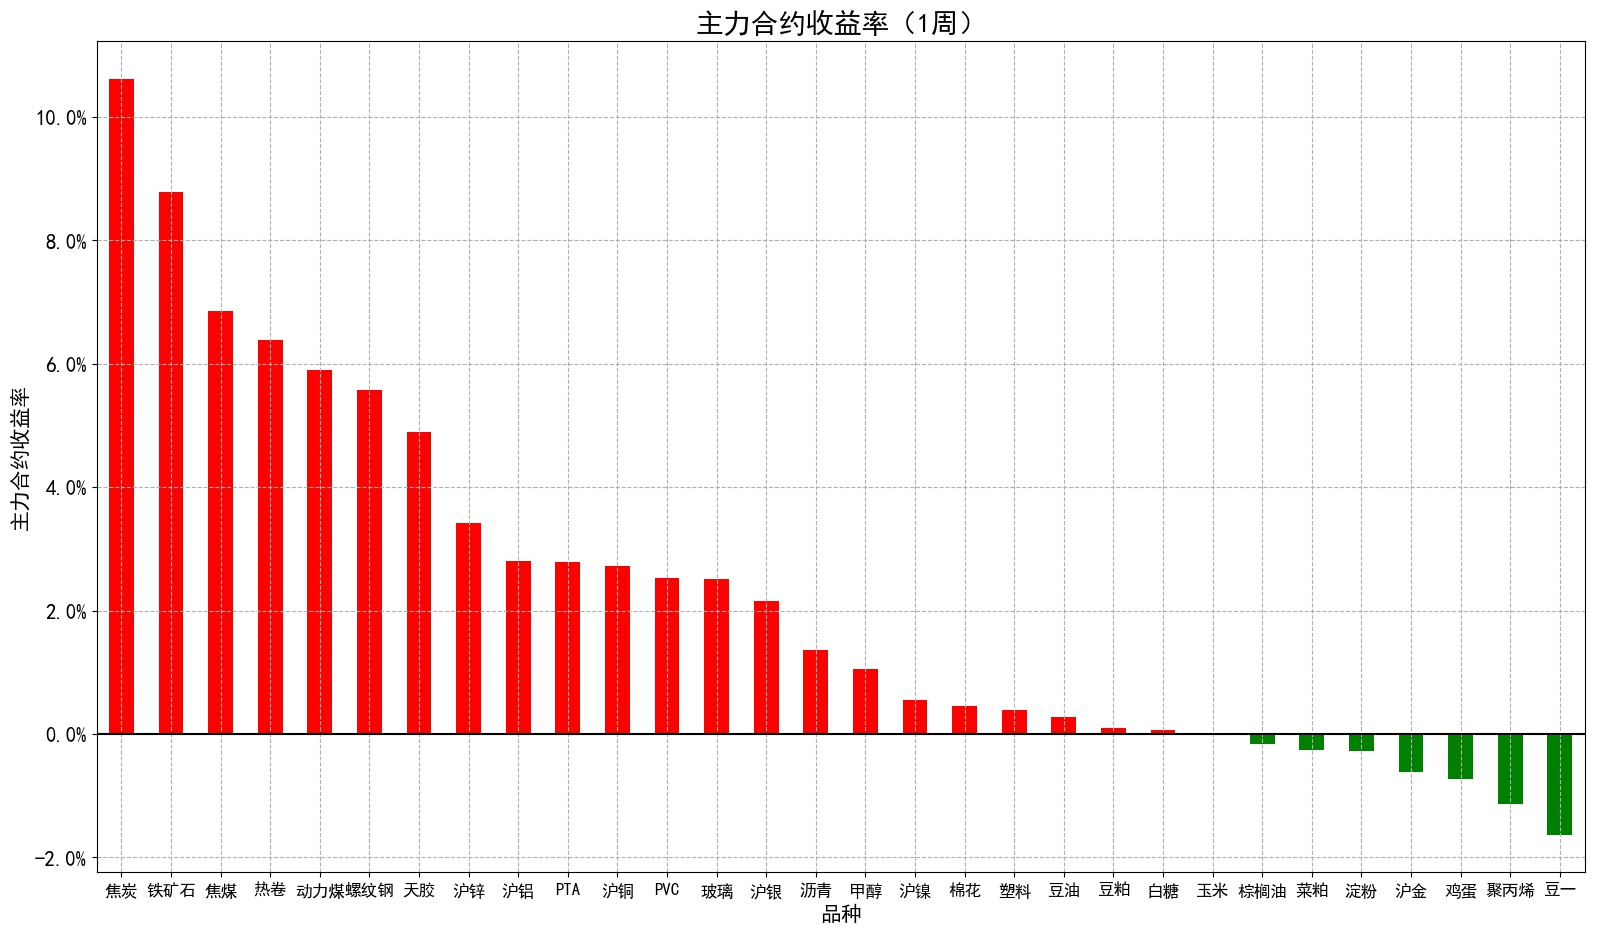 主力合约收益率（1周）
主力合约收益率
10.0%
8.0%
6.0%
4.0%
2.0%
0.0%
-2.0%
焦炭 铁矿石 焦煤 热卷 动力煤 螺纹钢 天胶 沪锌 沪铝 PTA 沪铜 PVC 玻璃 沪银 沥青 甲醇 沪镍 棉花 塑料 豆油 豆粕 白糖 玉米 棕榈油 菜粕 淀粉 沪金 鸡蛋 聚丙烯 豆一
品种